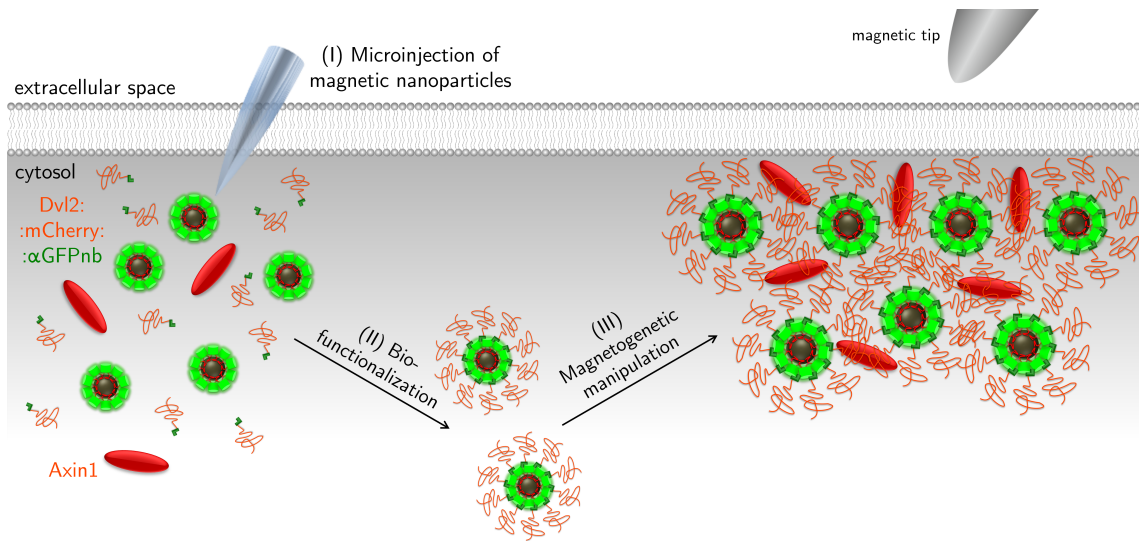 (I) Microinjection of
magnetic nanoparticles
magnetic tip
extracellular space
cytosol
Dvl2:
:mCherry:
:αGFPnb
(II) Bio-
functionalization
(III)
Magnetogenetic
manipulation
Axin1